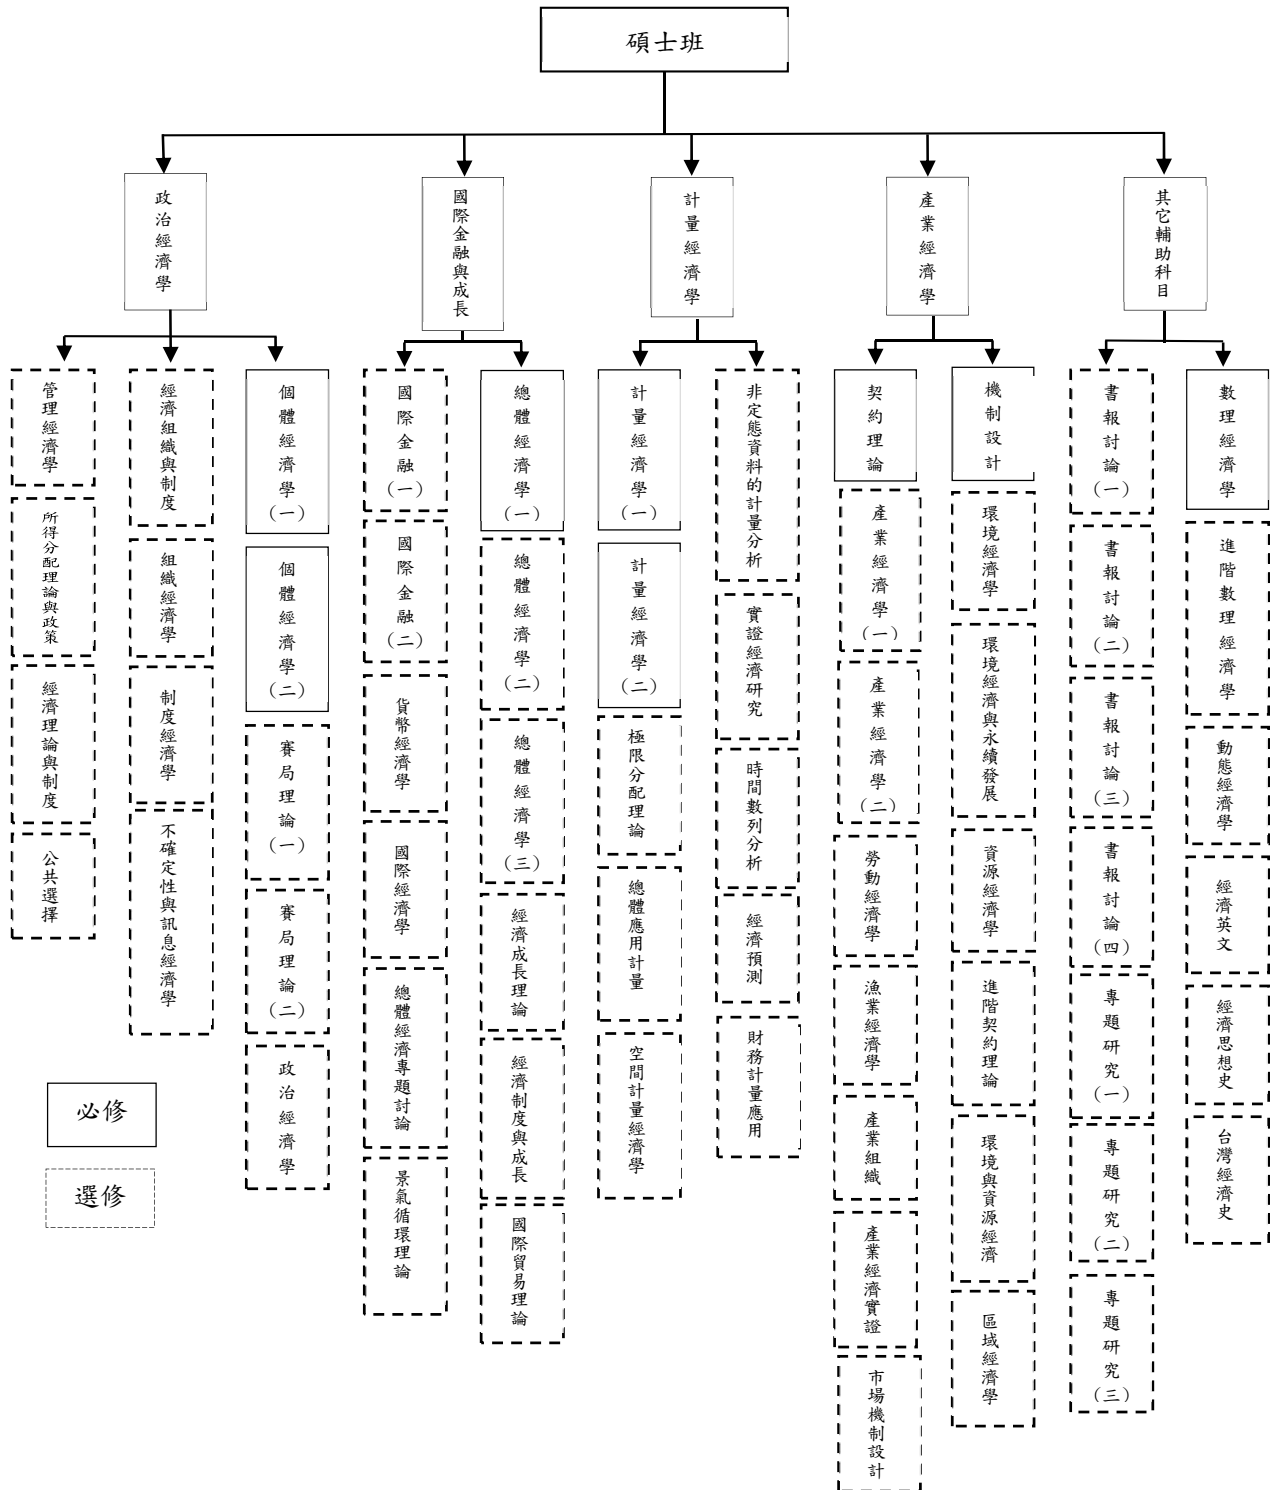 碩士班
政治經濟學
國際金融與成長
計量經濟學
產業經濟學
其它輔助科目
管理經濟學
所得分配理論與政策
經濟理論與制度
公共選擇
經濟組織與制度
組織經濟學
制度經濟學
不確定性與訊息經濟學
個體經濟學(一)
個體經濟學(二)
賽局理論(一)
賽局理論(二)
政治經濟學
國際金融(一)
國際金融(二)
貨幣經濟學
國際經濟學
總體經濟專題討論
景氣循環理論
總體經濟學(一)
總體經濟學(二)
總體經濟學(三)
經濟成長理論
經濟制度與成長
國際貿易理論
計量經濟學(一)
計量經濟學(二)
極限分配理論
總體應用計量
空間計量經濟學
非定態資料的計量分析
實證經濟研究
時間數列分析
經濟預測
財務計量應用
契約理論
產業經濟學(一)
產業經濟學(二)
勞動經濟學
漁業經濟學
產業組織
產業經濟實證
市場機制設計
機制設計
環境經濟學
環境經濟與永續發展
資源經濟學
進階契約理論
環境與資源經濟
區域經濟學
書報討論(一)
書報討論(二)
書報討論(三)
書報討論(四)
專題研究(一)
專題研究(二)
專題研究(三)
數理經濟學
進階數理經濟學
動態經濟學
經濟英文
經濟思想史
台灣經濟史
必修
選修